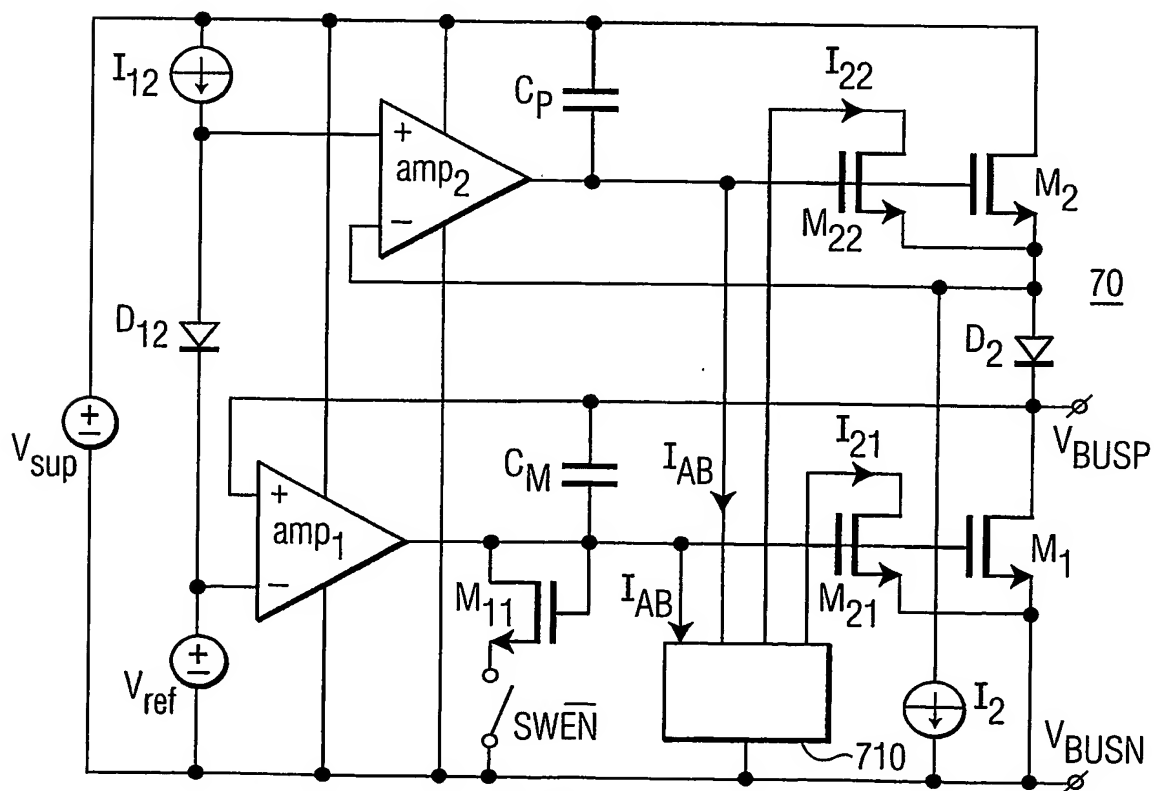 I12
CP
I22
+
amp2
−
M22
M2
70
D12
D2
Vsup
VBUSP
CM
IAB
I21
+
amp1
−
M11
IAB
M21
M1
Vref
SWEN̅
I2
710
VBUSN